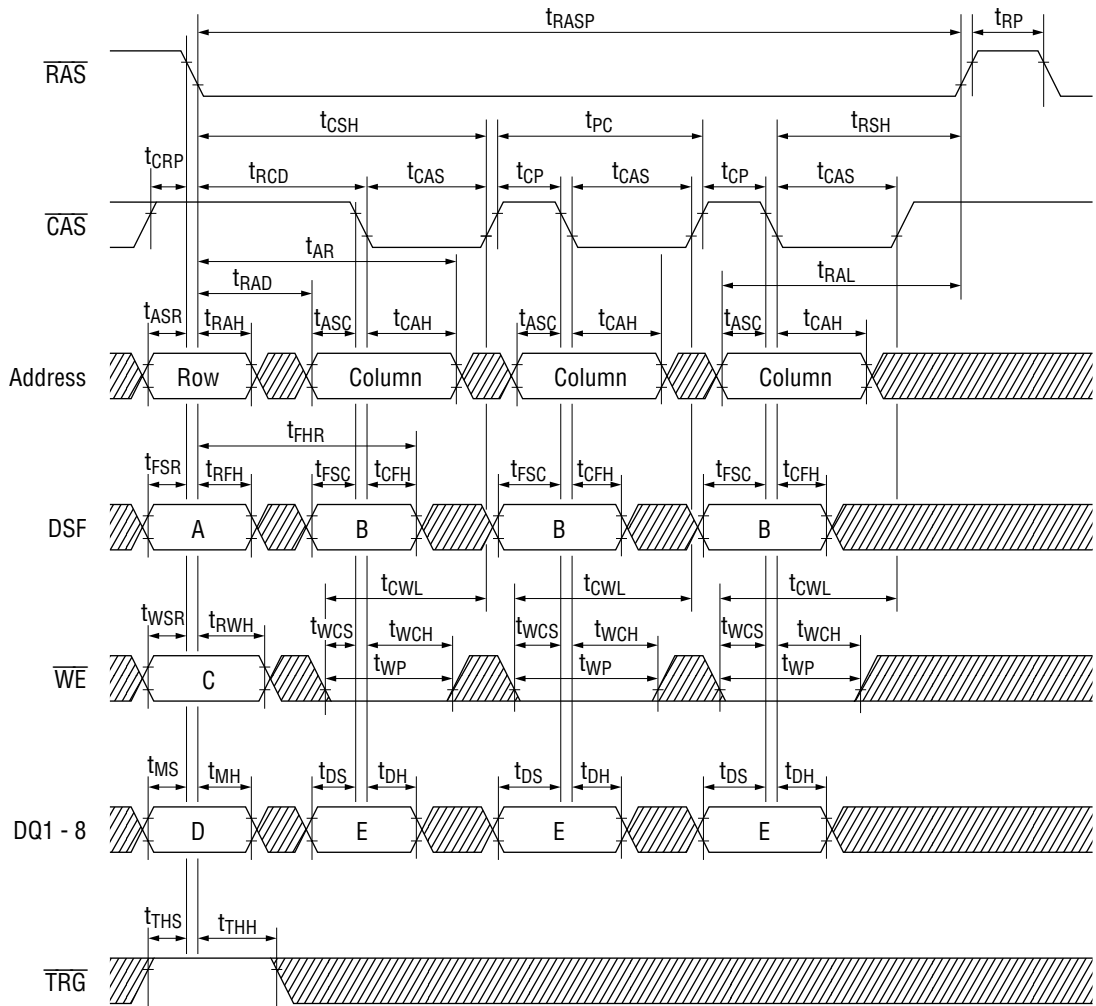 tRASP tRP
RAS
tCSH tPC tRSH
tCRP tRCD tCAS tCP tCAS tCP tCAS
CAS
tAR
tRAD tRAL
tASR tRAH tASC tCAH tASC tCAH tASC tCAH
Address Row Column Column Column
tFHR
tFSR tRFH tFSC tCFH tFSC tCFH tFSC tCFH
DSF A B B B
tCWL tCWL tCWL
tWSR tRWH tWCS tWCH tWCS tWCH tWCS tWCH
tWP tWP tWP
WE C
tMS tMH tDS tDH tDS tDH tDS tDH
DQ1 - 8 D E E E
tTHS tTHH
TRG